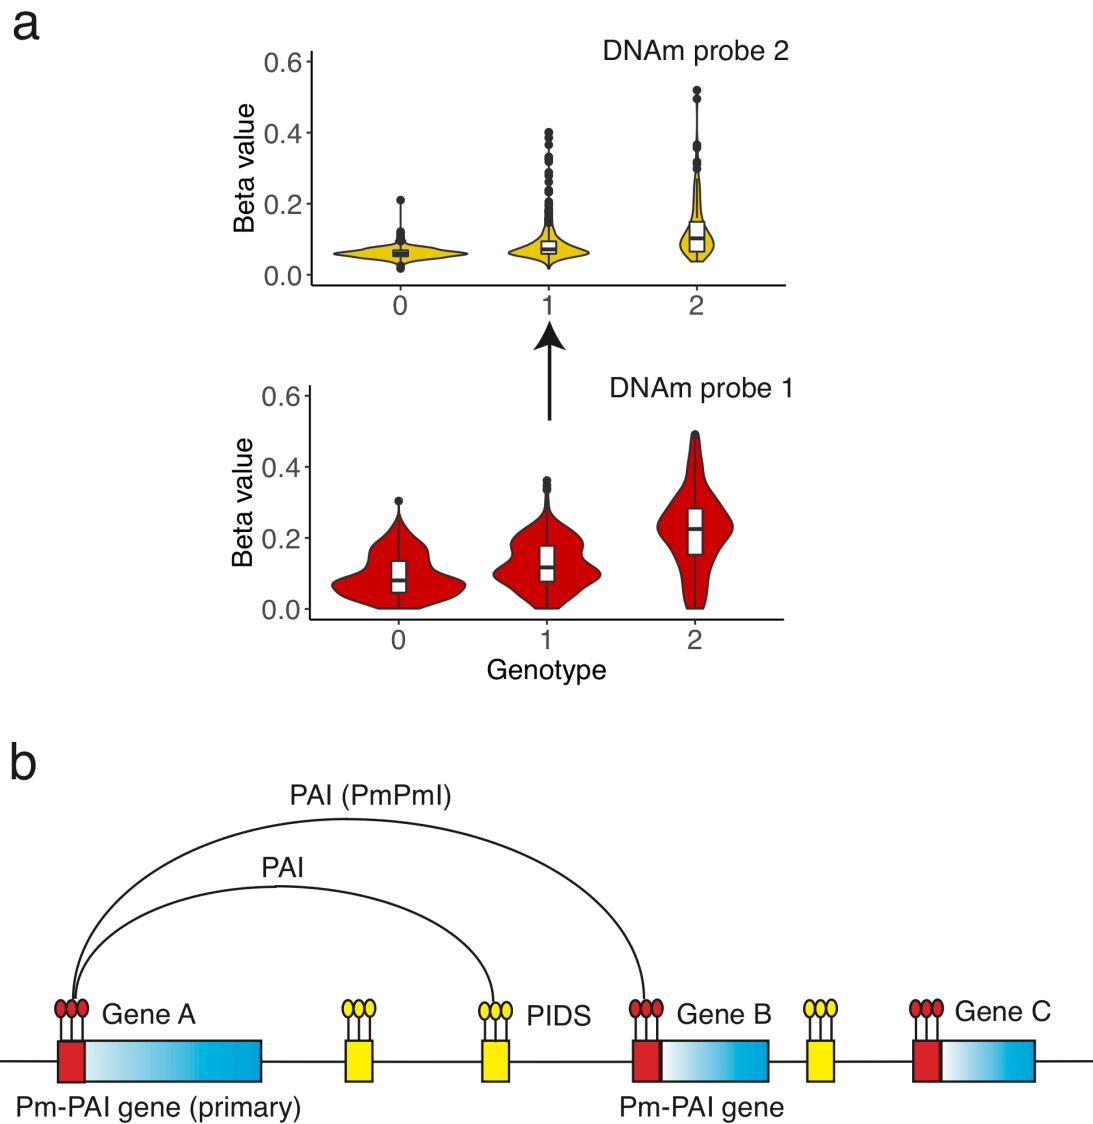 a
DNAm probe 2
Beta value
0.6
0.4
0.2
0.0
0 1 2
DNAm probe 1
Beta value
0.6
0.4
0.2
0.0
0 1 2
Genotype
b
PAI (PmPmI)
PAI
Gene A
PIDS
Gene B
Gene C
Pm-PAI gene (primary)
Pm-PAI gene